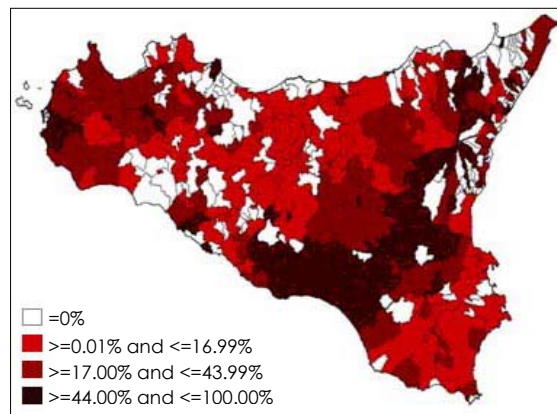 =0%
>=0.01% and <=16.99%
>=17.00% and <=43.99%
>=44.00% and <=100.00%